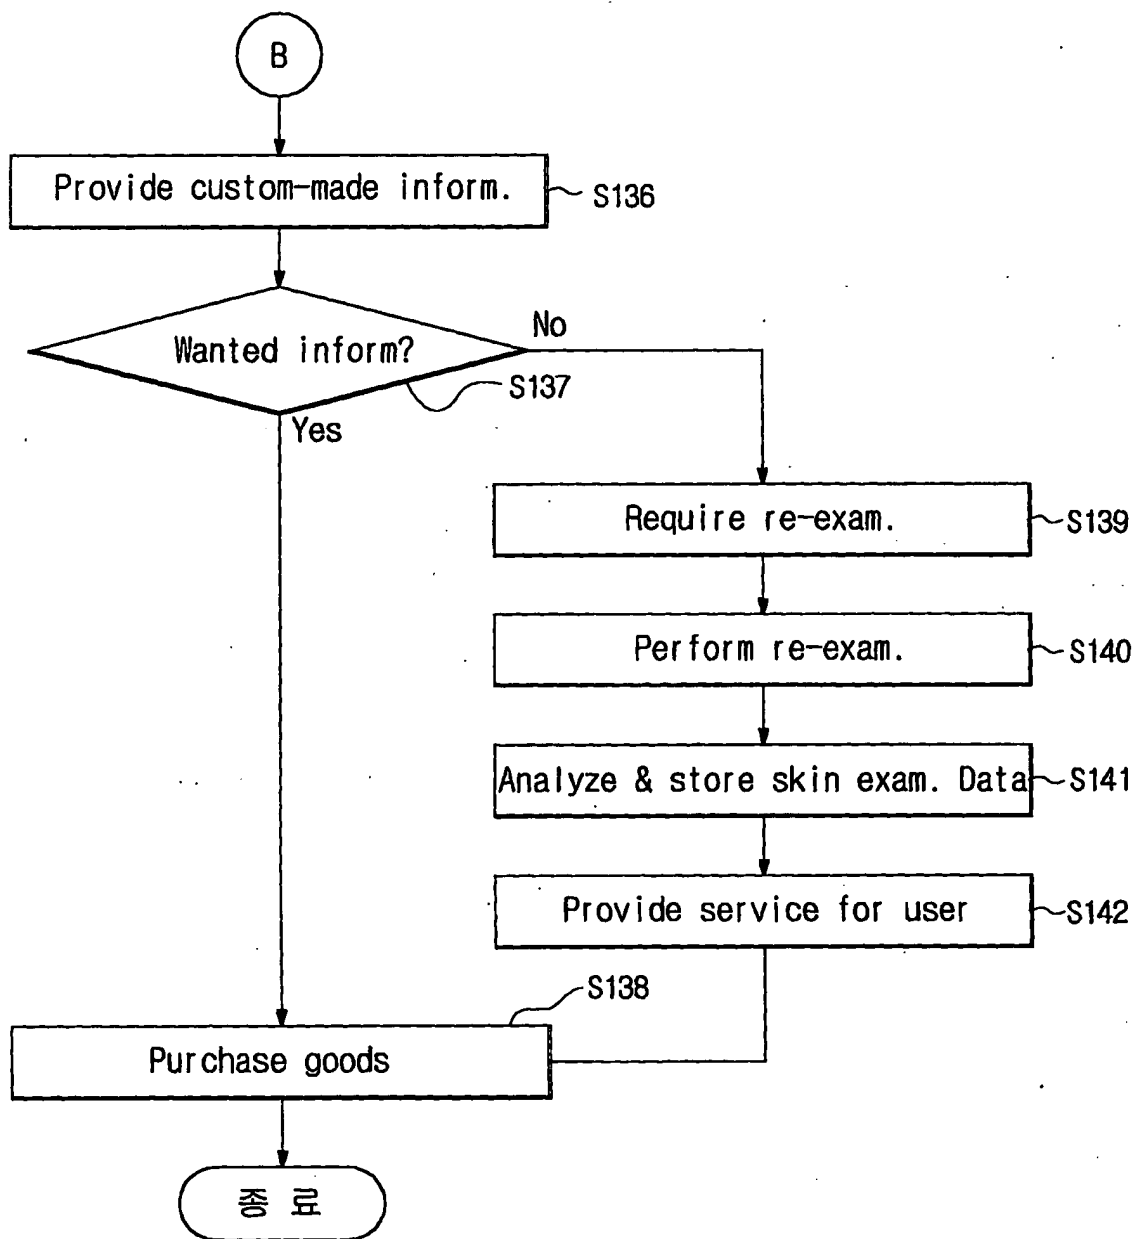 B
Provide custom-made inform.
S136
Wanted inform?
No
S137
Yes
Require re-exam.
S139
Perform re-exam.
S140
Analyze & store skin exam. Data
S141
Provide service for user
S142
S138
Purchase goods
종 료